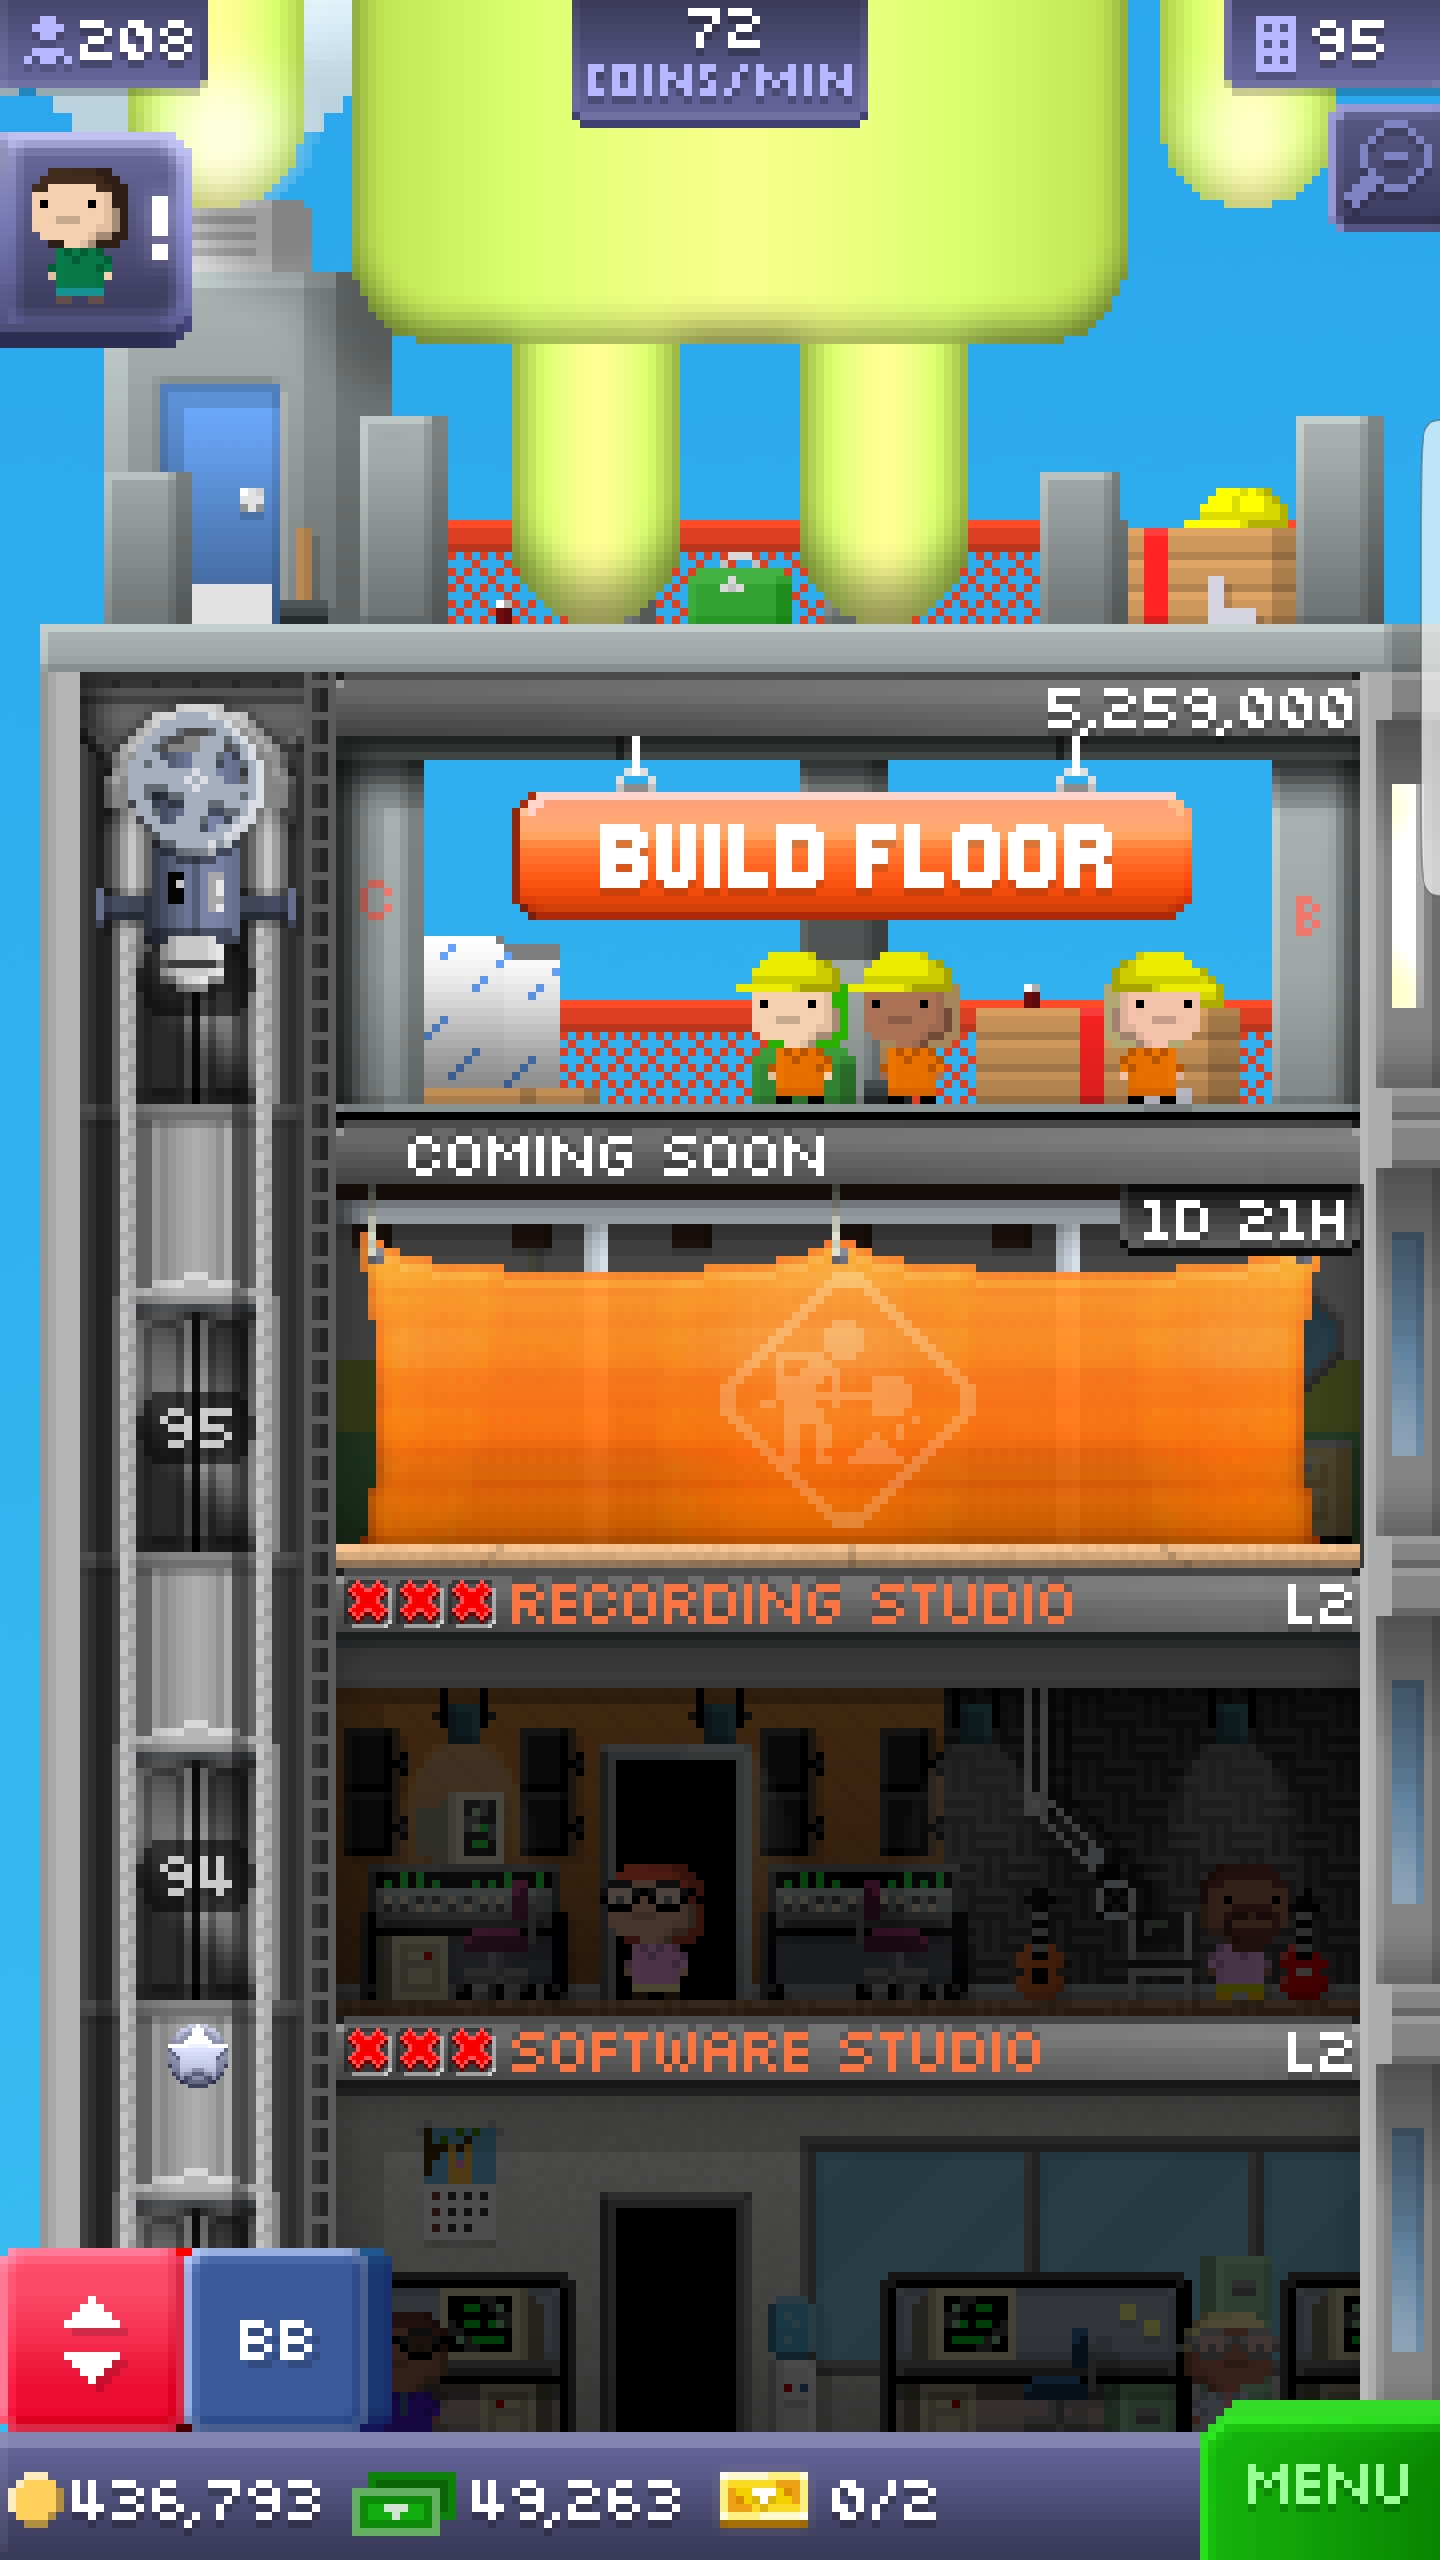 208
72
COINS/MIN
95
!
5,259,000
BUILD FLOOR
C
B
COMING SOON
1D 21H
95
RECORDING STUDIO L2
94
SOFTWARE STUDIO L2
BB
436,793 49,263 0/2
MENU